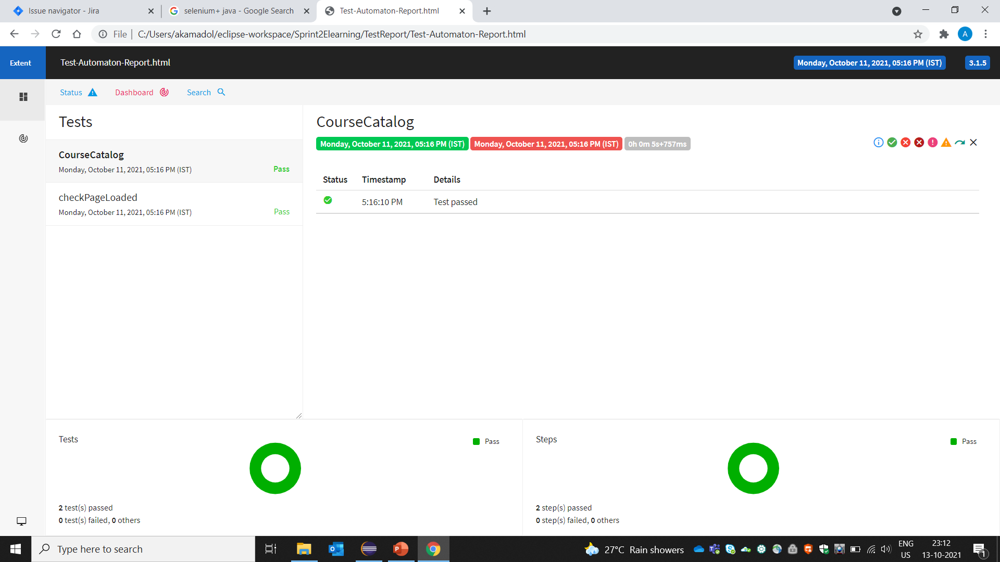 Issue navigator - Jira
selenium+ java - Google Search
Test-Automaton-Report.html
File
C:/Users/akamadol/eclipse-workspace/Sprint2Elearning/TestReport/Test-Automaton-Report.html
A
Extent
Test-Automaton-Report.html
Monday, October 11, 2021, 05:16 PM (IST)
3.1.5
Status
Dashboard
Search
Tests
CourseCatalog
Monday, October 11, 2021, 05:16 PM (IST)
Pass
checkPageLoaded
Monday, October 11, 2021, 05:16 PM (IST)
Pass
CourseCatalog
Monday, October 11, 2021, 05:16 PM (IST) Monday, October 11, 2021, 05:16 PM (IST) 0h 0m 5s+757ms
Status Timestamp Details
5:16:10 PM Test passed
Tests
Pass
2 test(s) passed
0 test(s) failed, 0 others
Steps
Pass
2 step(s) passed
0 step(s) failed, 0 others
Type here to search
27°C Rain showers
ENG
US
23:12
13-10-2021
1